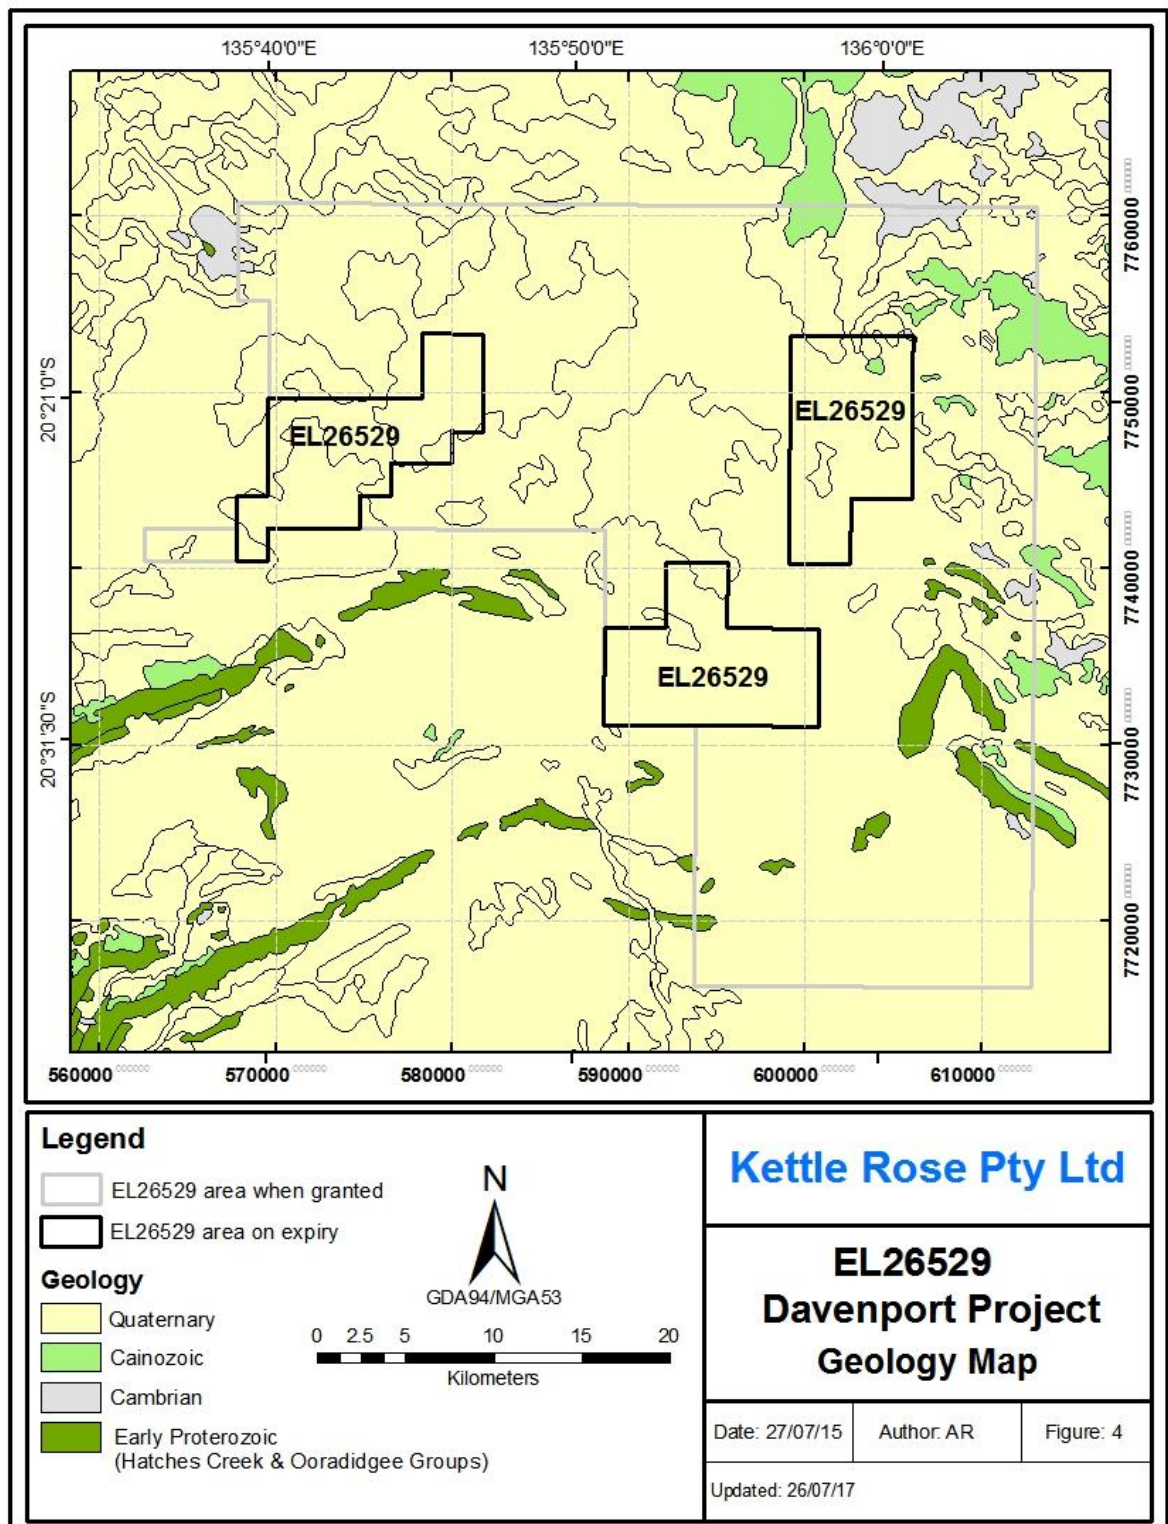 135°40'0"E
135°50'0"E
136°0'0"E
20°21'0"S
20°31'30"S
7760000
7750000
7740000
7730000
7720000
EL26529
EL26529
EL26529
560000
570000
580000
590000
600000
610000
Legend
EL26529 area when granted
EL26529 area on expiry
Geology
Quaternary
Cainozoic
Cambrian
Early Proterozoic
(Hatches Creek & Ooradidgee Groups)
N
GDA94/MGA53
0 2.5 5 10 15 20
Kilometers
Kettle Rose Pty Ltd
EL26529
Davenport Project
Geology Map
Date: 27/07/15
Author: AR
Figure: 4
Updated: 26/07/17